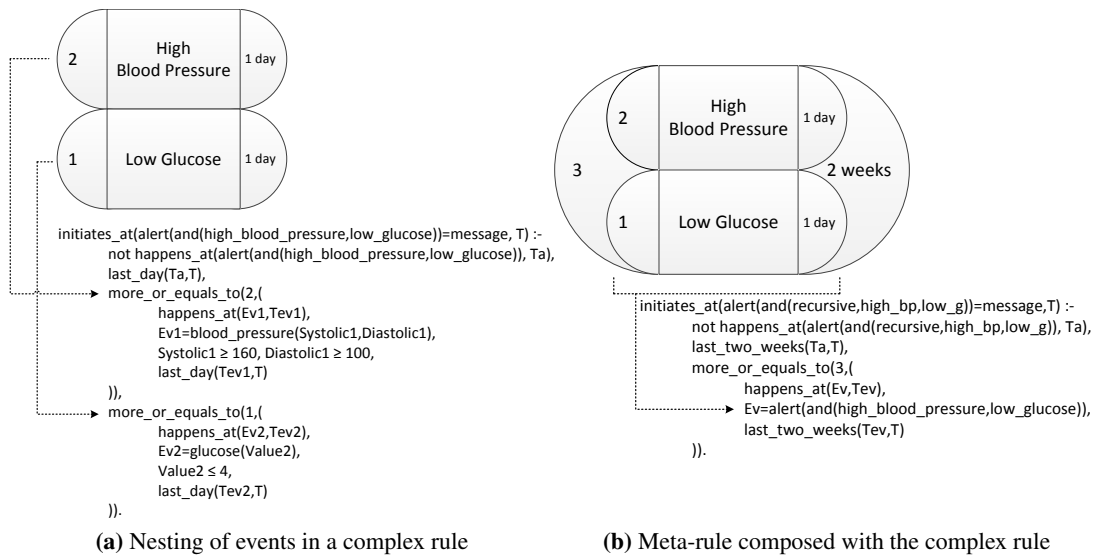 2
High
Blood Pressure
1 day
1
Low Glucose
1 day
initiates_at(alert(and(high_blood_pressure,low_glucose))=message, T) :-
not happens_at(alert(and(high_blood_pressure,low_glucose)), Ta),
last_day(Ta,T),
more_or_equals_to(2,(
happens_at(Ev1,Tev1),
Ev1=blood_pressure(Systolic1,Diastolic1),
Systolic1 ≥ 160, Diastolic1 ≥ 100,
last_day(Tev1,T)
)),
more_or_equals_to(1,(
happens_at(Ev2,Tev2),
Ev2=glucose(Value2),
Value2 ≤ 4,
last_day(Tev2,T)
)).
(a) Nesting of events in a complex rule
3
2
High
Blood Pressure
1 day
2 weeks
1
Low Glucose
1 day
initiates_at(alert(and(recursive,high_bp,low_g))=message,T) :-
not happens_at(alert(and(recursive,high_bp,low_g)), Ta),
last_two_weeks(Ta,T),
more_or_equals_to(3,(
happens_at(Ev,Tev),
Ev=alert(and(high_blood_pressure,low_glucose)),
last_two_weeks(Tev,T)
)).
(b) Meta-rule composed with the complex rule